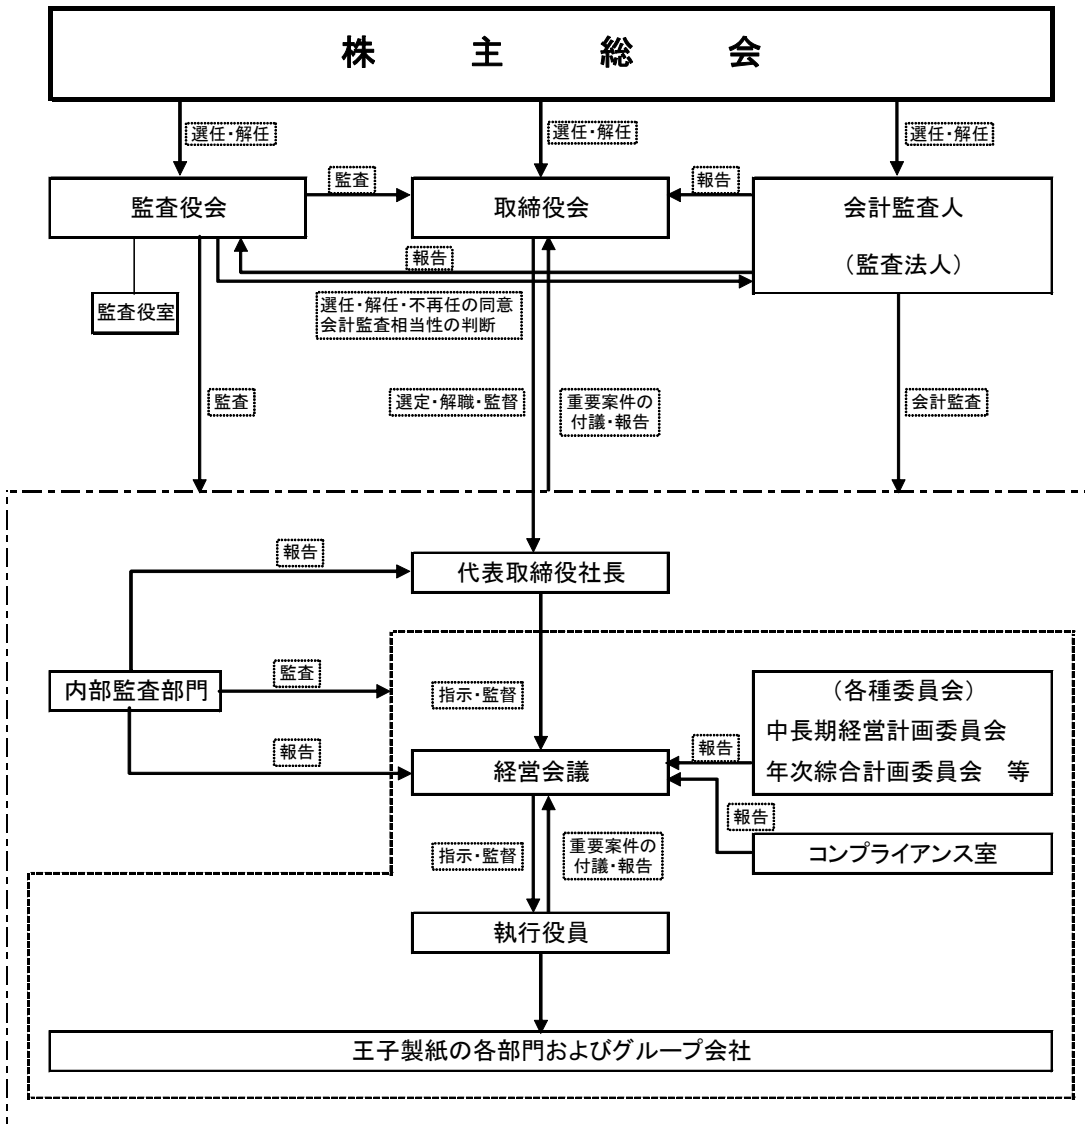 株主総会
選任・解任
選任・解任
選任・解任
監査役会
監査
取締役会
報告
会計監査人
（監査法人）
報告
監査役室
選任・解任・不再任の同意
会計監査相当性の判断
監査
選定・解職・監督
重要案件の
付議・報告
会計監査
報告
代表取締役社長
内部監査部門
監査
指示・監督
（各種委員会）
中長期経営計画委員会
年次綜合計画委員会　等
報告
報告
経営会議
報告
コンプライアンス室
指示・監督
重要案件の
付議・報告
執行役員
王子製紙の各部門およびグループ会社